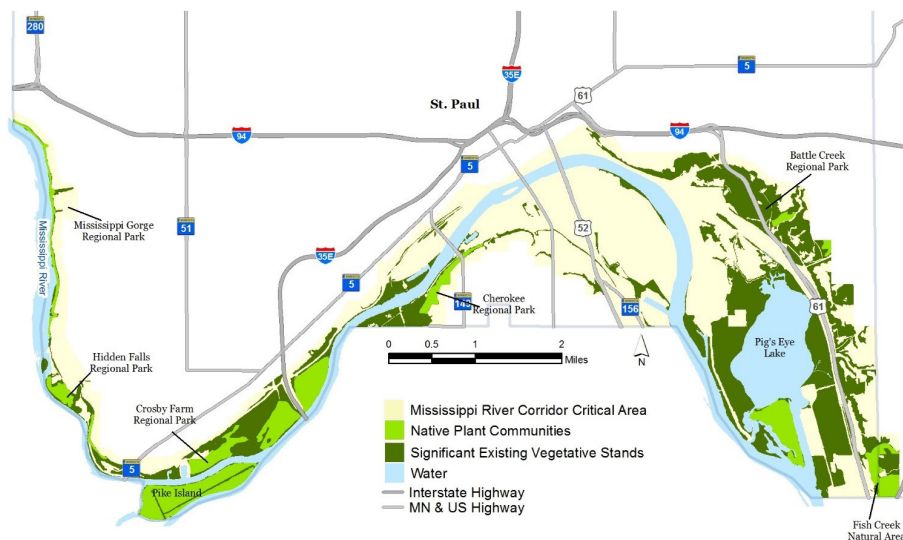 280
35E
5
61
St. Paul
94
94
5
Battle Creek
Regional Park
Mississippi Gorge
Regional Park
51
52
Mississippi River
35E
5
Cherokee
Regional Park
149
156
61
Pig's Eye
Lake
0 0.5 1 2
Miles
N
Hidden Falls
Regional Park
Crosby Farm
Regional Park
5
Pike Island
Mississippi River Corridor Critical Area
Native Plant Communities
Significant Existing Vegetative Stands
Water
Interstate Highway
MN & US Highway
Fish Creek
Natural Area